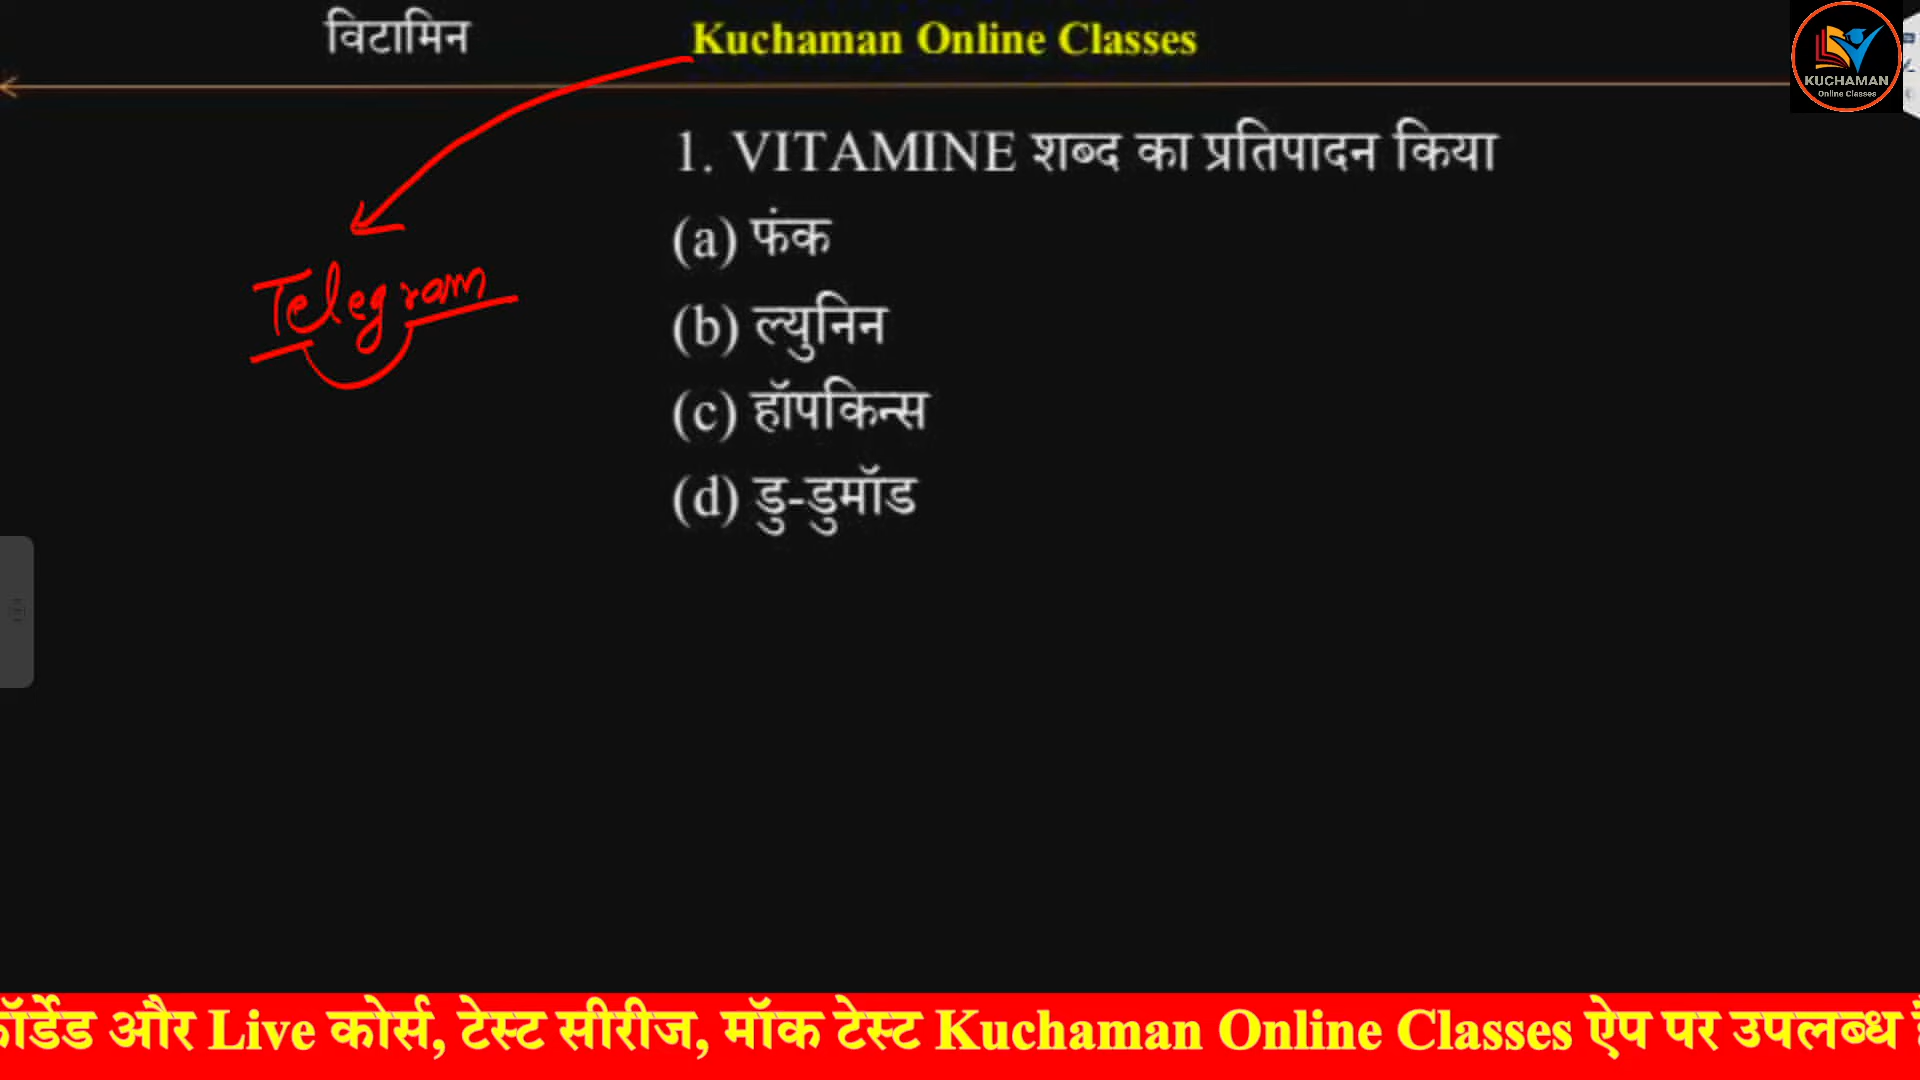 विटामिन
Kuchaman Online Classes
KUCHAMAN
Online Classes
1. VITAMINE शब्द का प्रतिपादन किया
(a) फंक
(b) ल्युनिन
(c) हॉपकिन्स
(d) डु-डुमॉड
Telegram
और Live कोर्स, टेस्ट सीरीज, मॉक टेस्ट Kuchaman Online Classes ऐप पर उपलब्ध